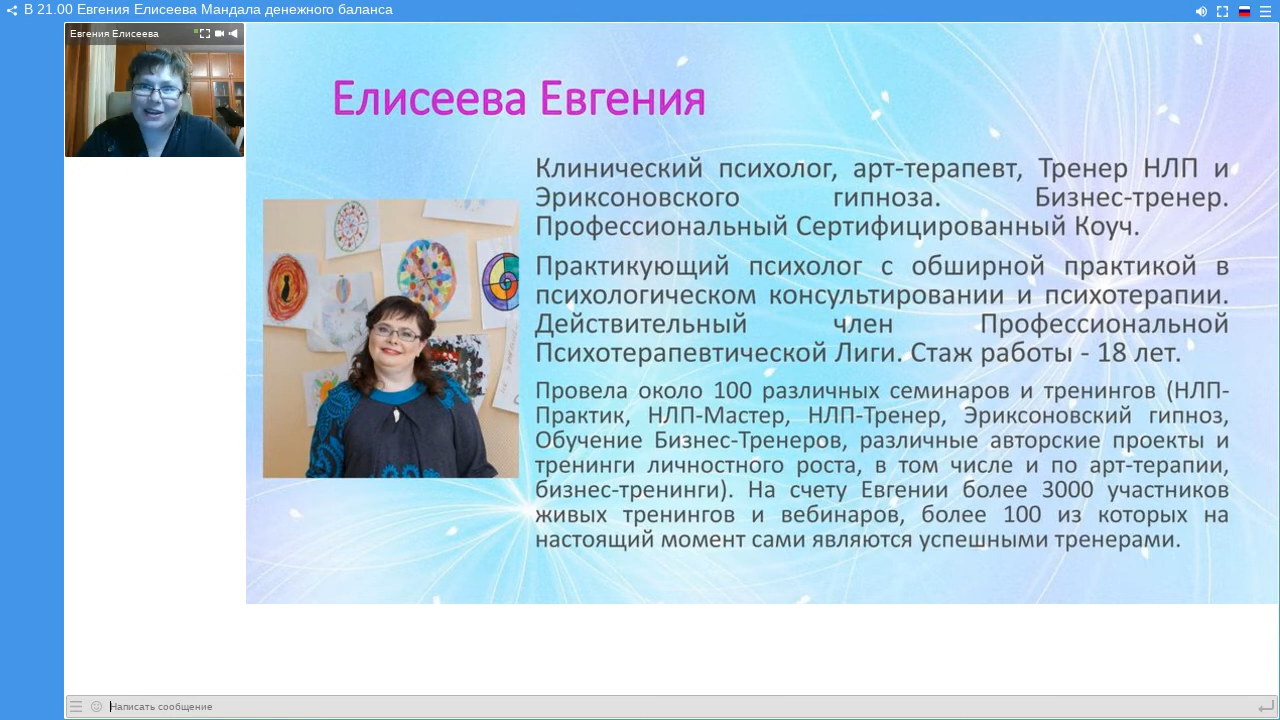 В 21.00 Евгения Елисеева Мандала денежного баланса
Евгения Елисеева
Елисеева Евгения
Клинический психолог, арт-терапевт, Тренер НЛП и
Эриксоновского гипноза. Бизнес-тренер.
Профессиональный Сертифицированный Коуч.
Практикующий психолог с обширной практикой в
психологическом консультировании и психотерапии.
Действительный член Профессиональной
Психотерапевтической Лиги. Стаж работы - 18 лет.
Провела около 100 различных семинаров и тренингов (НЛП-
Практик, НЛП-Мастер, НЛП-Тренер, Эриксоновский гипноз,
Обучение Бизнес-Тренеров, различные авторские проекты и
тренинги личностного роста, в том числе и по арт-терапии,
бизнес-тренинги). На счету Евгении более 3000 участников
живых тренингов и вебинаров, более 100 из которых на
настоящий момент сами являются успешными тренерами.
Написать сообщение